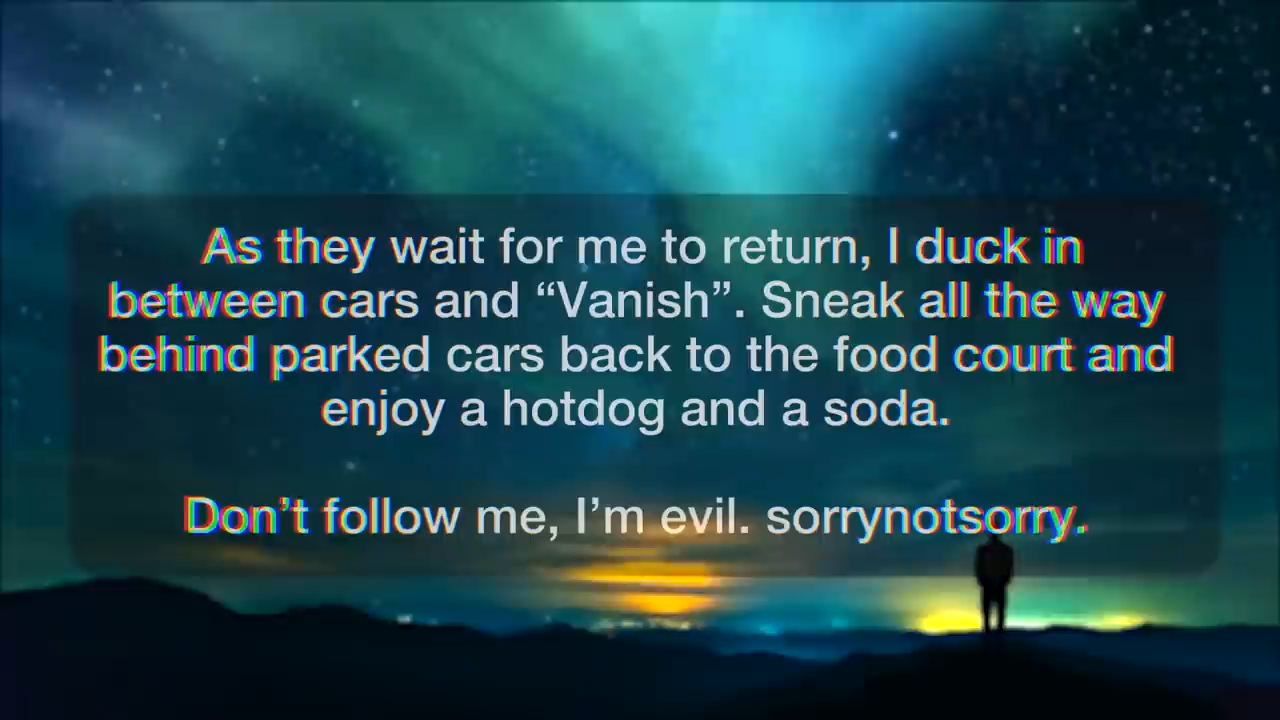 As they wait for me to return, I duck in
between cars and “Vanish”. Sneak all the way
behind parked cars back to the food court and
enjoy a hotdog and a soda.
Don’t follow me, I’m evil. sorrynotsorry.